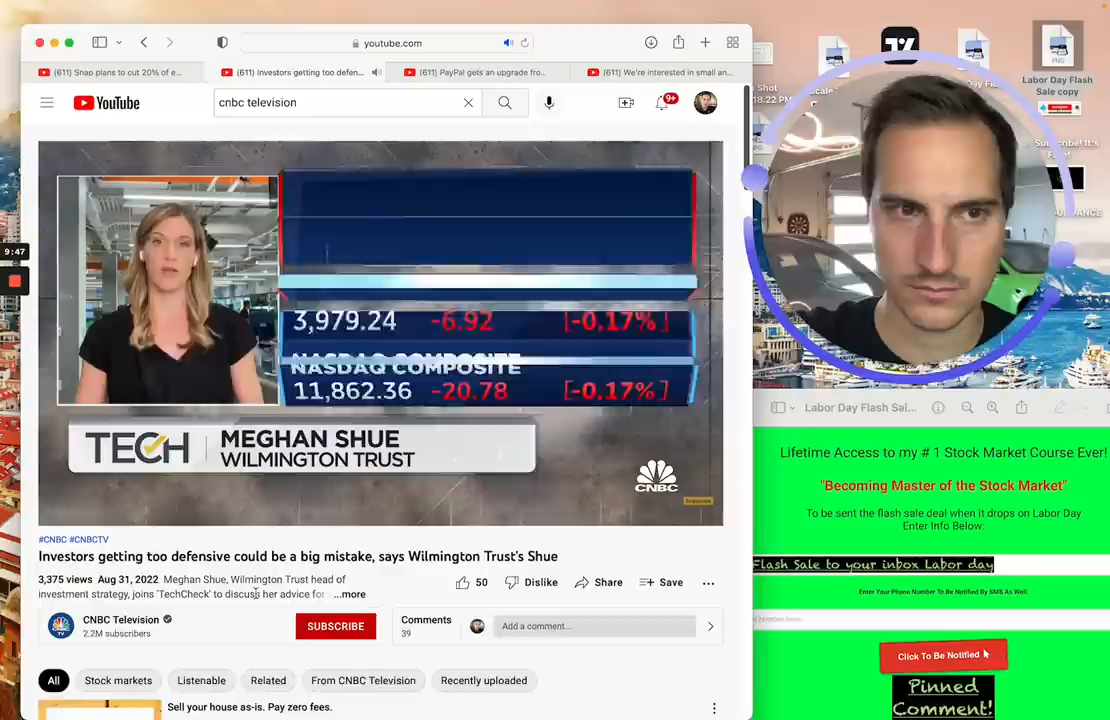 youtube.com
(611) Snap plans to cut 20% of e...
(611) Investors getting too defen...
(611) PayPal gets an upgrade fro...
(611) We're interested in small an...
YouTube
cnbc television
9+
9:47
3,979.24 -6.92 [-0.17%]
NASDAQ COMPOSITE
11,862.36 -20.78 [-0.17%]
TECH
MEGHAN SHUE
WILMINGTON TRUST
CNBC
#CNBC #CNBCTV
Investors getting too defensive could be a big mistake, says Wilmington Trust's Shue
3,375 views Aug 31, 2022 Meghan Shue, Wilmington Trust head of
investment strategy, joins 'TechCheck' to discuss her advice for ...more
50
Dislike
Share
Save
CNBC Television
2.2M subscribers
SUBSCRIBE
Comments
39
Add a comment...
All
Stock markets
Listenable
Related
From CNBC Television
Recently uploaded
Sell your house as-is. Pay zero fees.
Shot
18.22 PM
Labor Day Flash
Sale copy
Subscribe! It's
Labor Day Flash Sal...
Lifetime Access to my # 1 Stock Market Course Ever!
"Becoming Master of the Stock Market"
To be sent the flash sale deal when it drops on Labor Day
Enter Info Below:
Flash Sale to your inbox Labor day
Enter Your Phone Number To Be Notified By SMS As Well.
Click To Be Notified
Pinned
Comment!